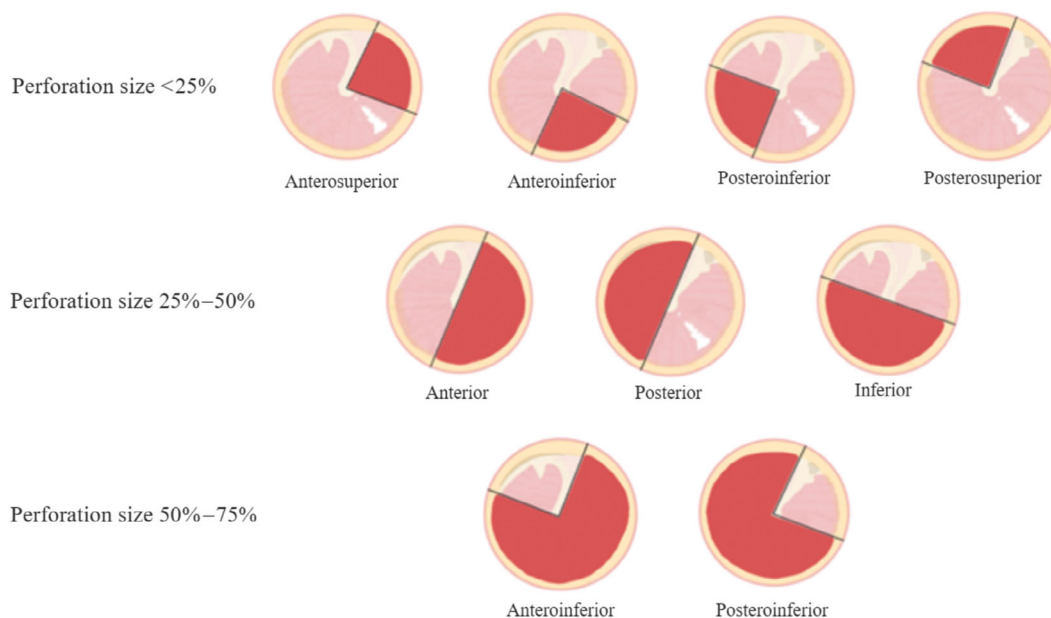 Perforation size <25%
Anterosuperior
Anteroinferior
Posteroinferior
Posterosuperior
Perforation size 25%–50%
Anterior
Posterior
Inferior
Perforation size 50%–75%
Anteroinferior
Posteroinferior